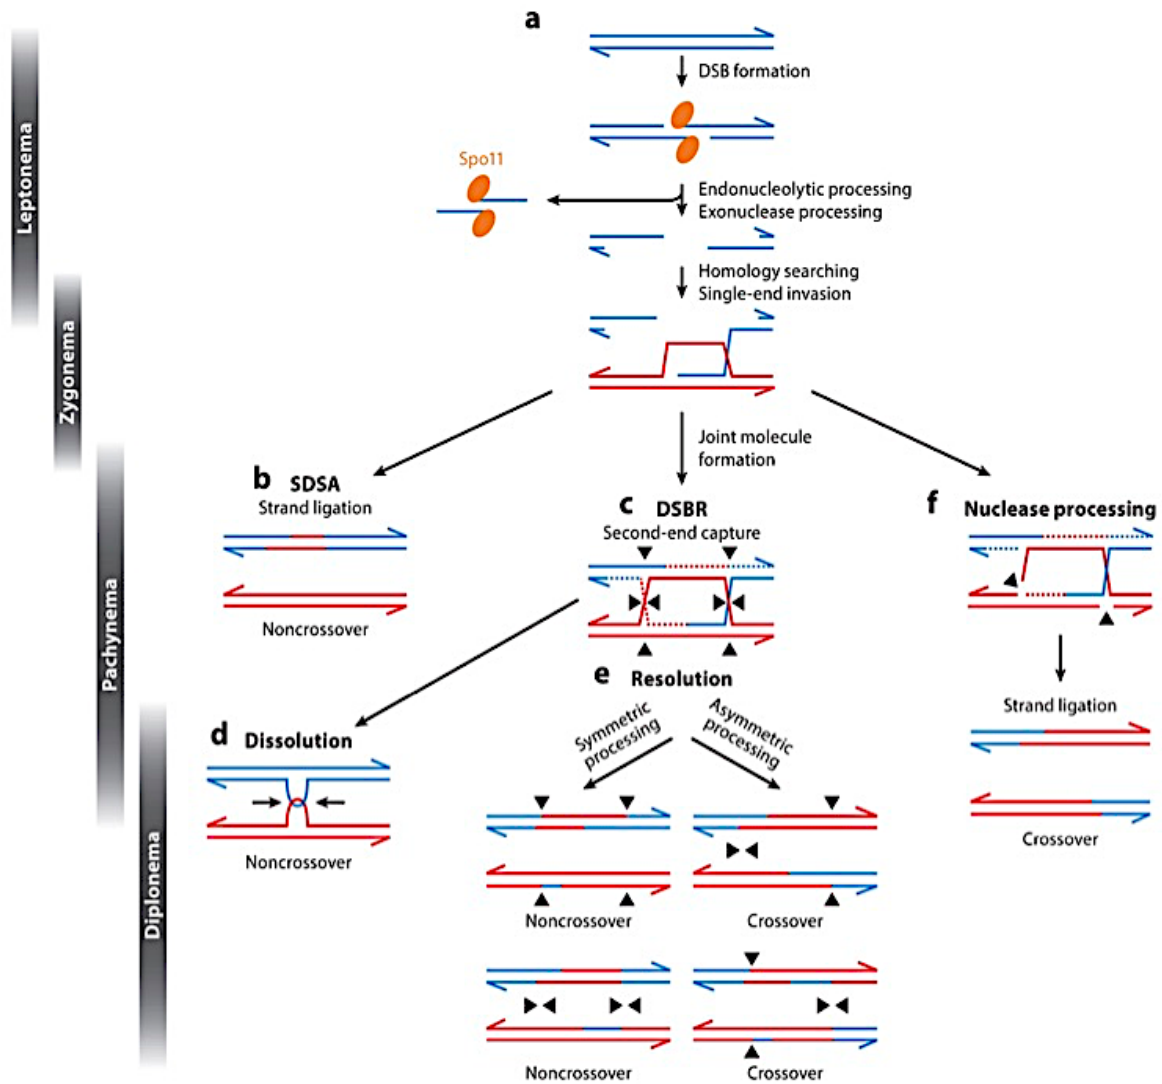 a
DSB formation
Spo11
Endonucleolytic processing
Exonuclease processing
Homology searching
Single-end invasion
Leptonema
Zygonema
Joint molecule
formation
b SDSA
Strand ligation
Noncrossover
c DSBR
Second-end capture
f Nuclease processing
Pachynema
Strand ligation
Crossover
d Dissolution
Noncrossover
e Resolution
Symmetric
processing
Asymmetric
processing
Diplonema
Noncrossover
Crossover
Noncrossover
Crossover